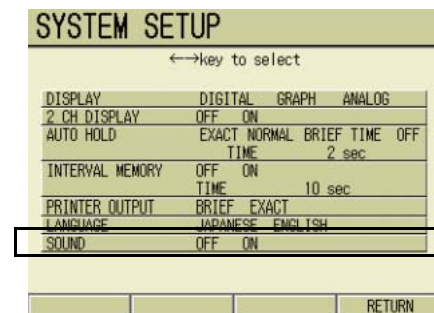 SYSTEM SETUP
←→key to select
DISPLAY DIGITAL GRAPH ANALOG
2 CH DISPLAY OFF ON
AUTO HOLD EXACT NORMAL BRIEF TIME OFF
TIME 2 sec
INTERVAL MEMORY OFF ON
TIME 10 sec
PRINTER OUTPUT BRIEF EXACT
LANGUAGE JAPANESE ENGLISH
SOUND OFF ON
RETURN